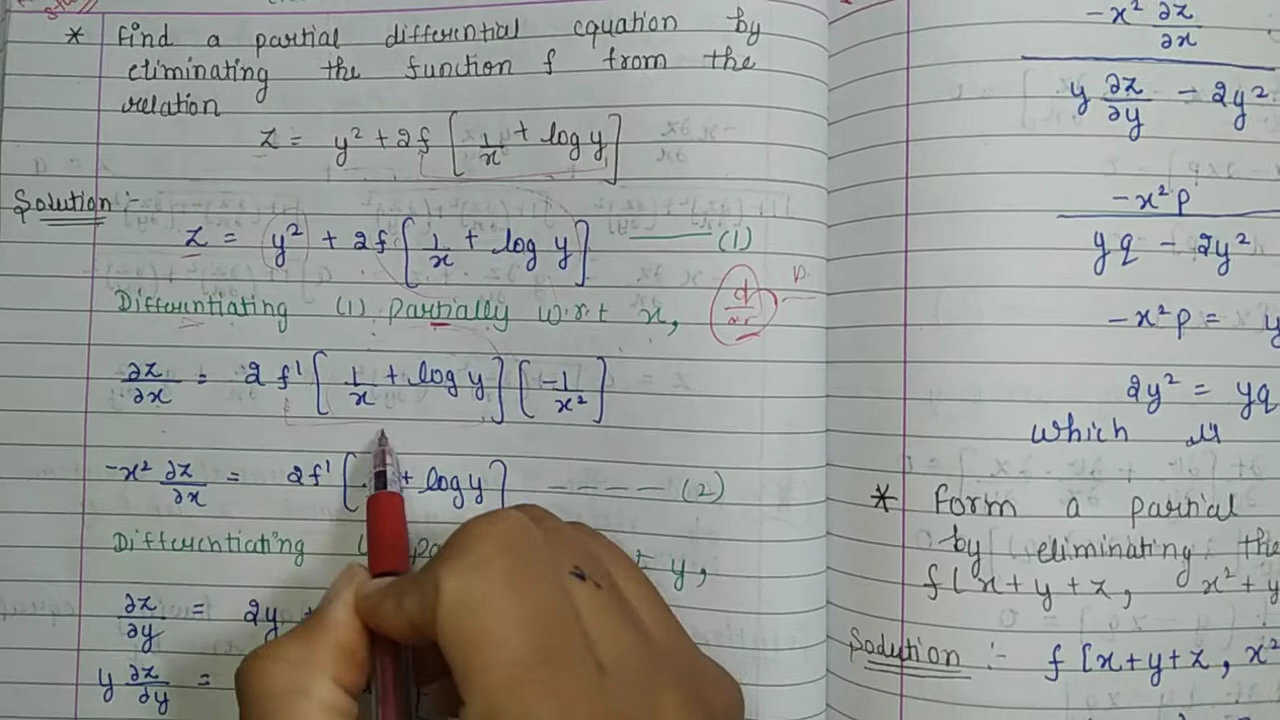 * Find a partial differential equation by
eliminating the function f from the
relation
z = y² + 2f [1/x + log y]
Solution :-
z = y² + 2f [1/x + log y] ——— (1)
Differentiating (1) partially w.r.t x,
∂z/∂x = 2f' [1/x + log y] [-1/x²]
-x² ∂z/∂x = 2f' [ + log y] ---- (2)
Differentiating y,
∂z/∂y = 2y
y ∂z/∂y =
-x² ∂z/∂x
y ∂z/∂y - 2y²
-x²p
yq - 2y²
-x²p = y
2y² = yq
which
* Form a partial
by eliminating the
f(x+y+z, x²+y
Solution :- f [x+y+z, x²